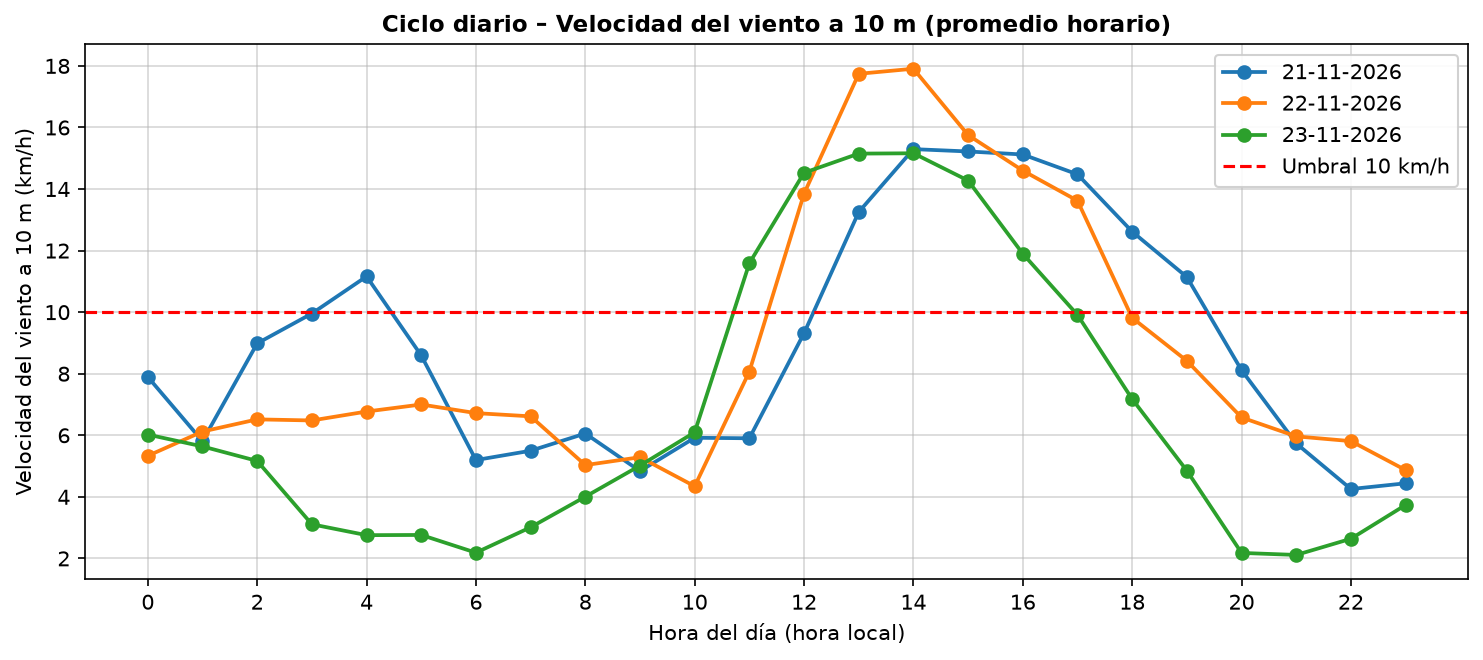 Ciclo diario – Velocidad del viento a 10 m (promedio horario)
Velocidad del viento a 10 m (km/h)
18
16
14
12
10
8
6
4
2
21-11-2026
22-11-2026
23-11-2026
Umbral 10 km/h
0 2 4 6 8 10 12 14 16 18 20 22
Hora del día (hora local)